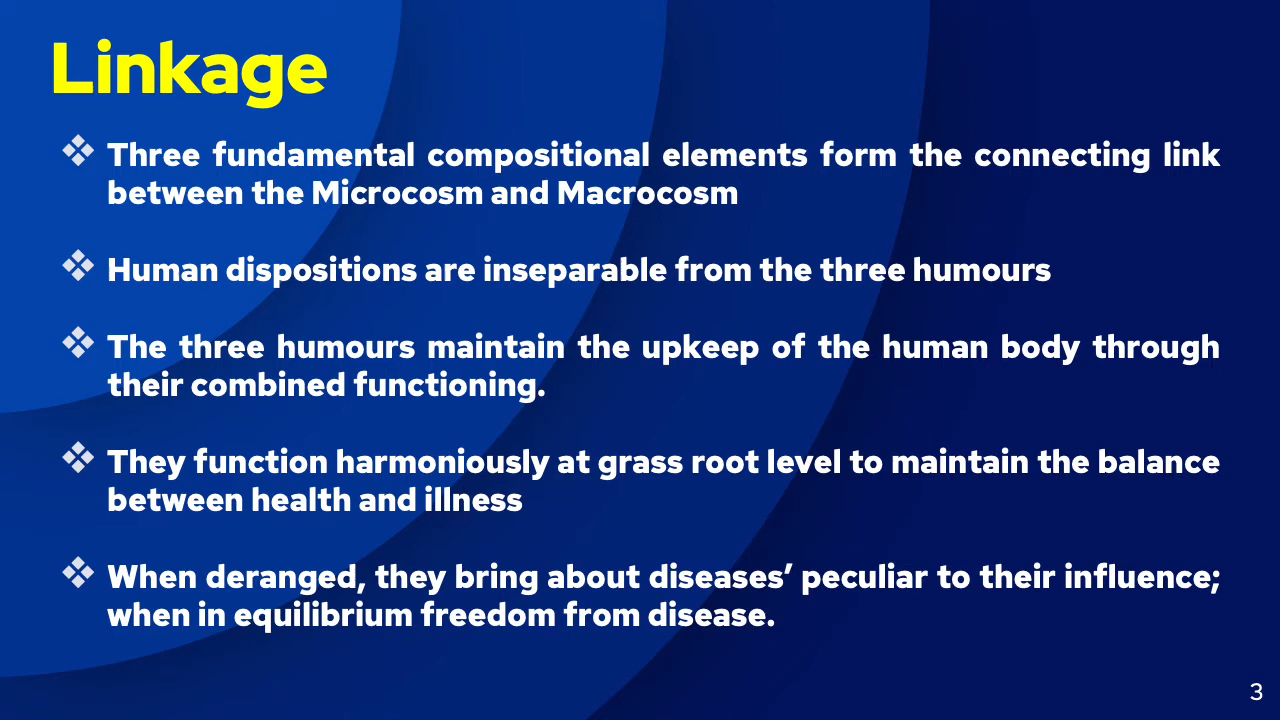 Linkage
❖ Three fundamental compositional elements form the connecting link
between the Microcosm and Macrocosm
❖ Human dispositions are inseparable from the three humours
❖ The three humours maintain the upkeep of the human body through
their combined functioning.
❖ They function harmoniously at grass root level to maintain the balance
between health and illness
❖ When deranged, they bring about diseases’ peculiar to their influence;
when in equilibrium freedom from disease.
3